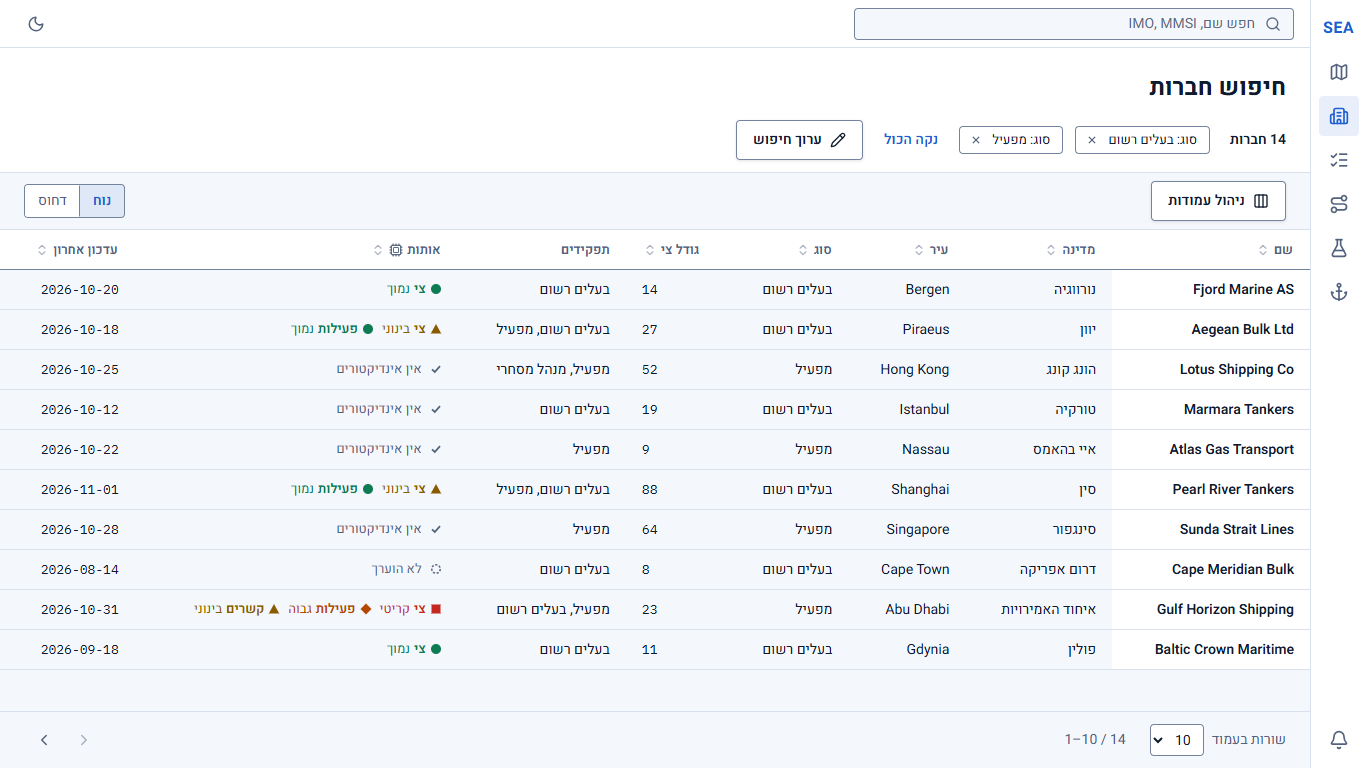 SEA
חפש שם, IMO, MMSI
חיפוש חברות
14 חברות
סוג: בעלים רשום ×
סוג: מפעיל ×
נקה הכול
ערוך חיפוש
ניהול עמודות
נוח
דחוס
שם מדינה עיר סוג גודל צי תפקידים אותות עדכון אחרון
Fjord Marine AS נורווגיה Bergen בעלים רשום 14 בעלים רשום צי נמוך 2026-10-20
Aegean Bulk Ltd יוון Piraeus בעלים רשום 27 בעלים רשום, מפעיל צי בינוני פעילות נמוך 2026-10-18
Lotus Shipping Co הונג קונג Hong Kong מפעיל 52 מפעיל, מנהל מסחרי אין אינדיקטורים 2026-10-25
Marmara Tankers טורקיה Istanbul בעלים רשום 19 בעלים רשום אין אינדיקטורים 2026-10-12
Atlas Gas Transport איי בהאמס Nassau מפעיל 9 מפעיל אין אינדיקטורים 2026-10-22
Pearl River Tankers סין Shanghai בעלים רשום 88 בעלים רשום, מפעיל צי בינוני פעילות נמוך 2026-11-01
Sunda Strait Lines סינגפור Singapore מפעיל 64 מפעיל אין אינדיקטורים 2026-10-28
Cape Meridian Bulk דרום אפריקה Cape Town בעלים רשום 8 בעלים רשום לא הוערך 2026-08-14
Gulf Horizon Shipping איחוד האמירויות Abu Dhabi מפעיל 23 מפעיל, בעלים רשום צי קריטי פעילות גבוה קשרים בינוני 2026-10-31
Baltic Crown Maritime פולין Gdynia בעלים רשום 11 בעלים רשום צי נמוך 2026-09-18
שורות בעמוד 10 1–10 / 14